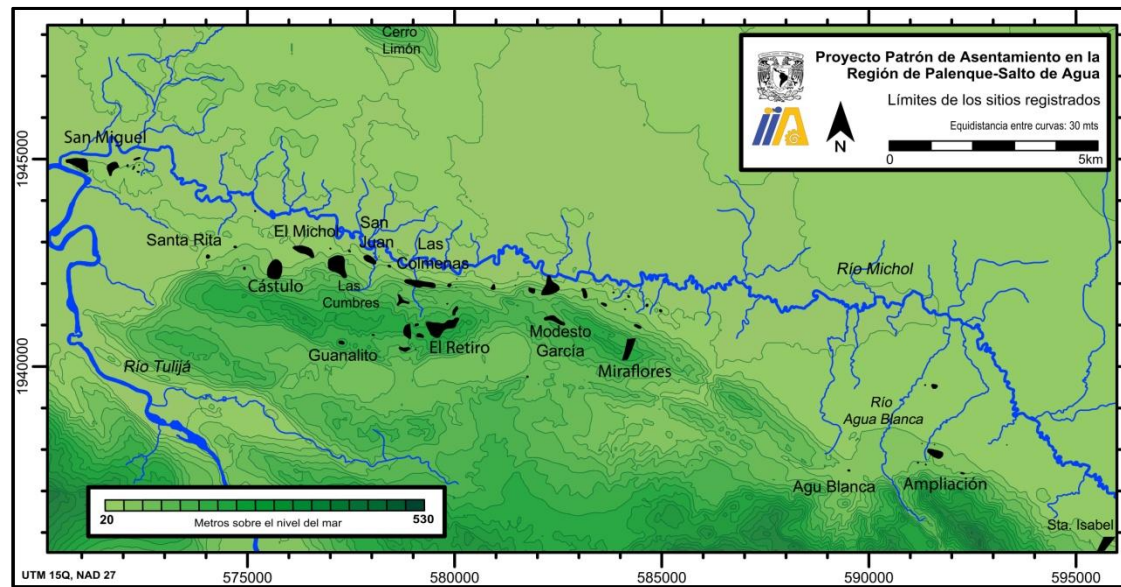 Proyecto Patrón de Asentamiento en la
Región de Palenque-Salto de Agua
Límites de los sitios registrados
Equidistancia entre curvas: 30 mts
N
0 5km
Cerro
Limón
San Miguel
Santa Rita
El Michol
San
Juan
Las
Colmenas
Cástulo
Las
Cumbres
Guanalito
El Retiro
Modesto
García
Miraflores
Río Michol
Río Tulijá
Río
Agua Blanca
Agu Blanca
Ampliación
Sta. Isabel
20 Metros sobre el nivel del mar 530
1945000
1940000
UTM 15Q, NAD 27
575000 580000 585000 590000 595000